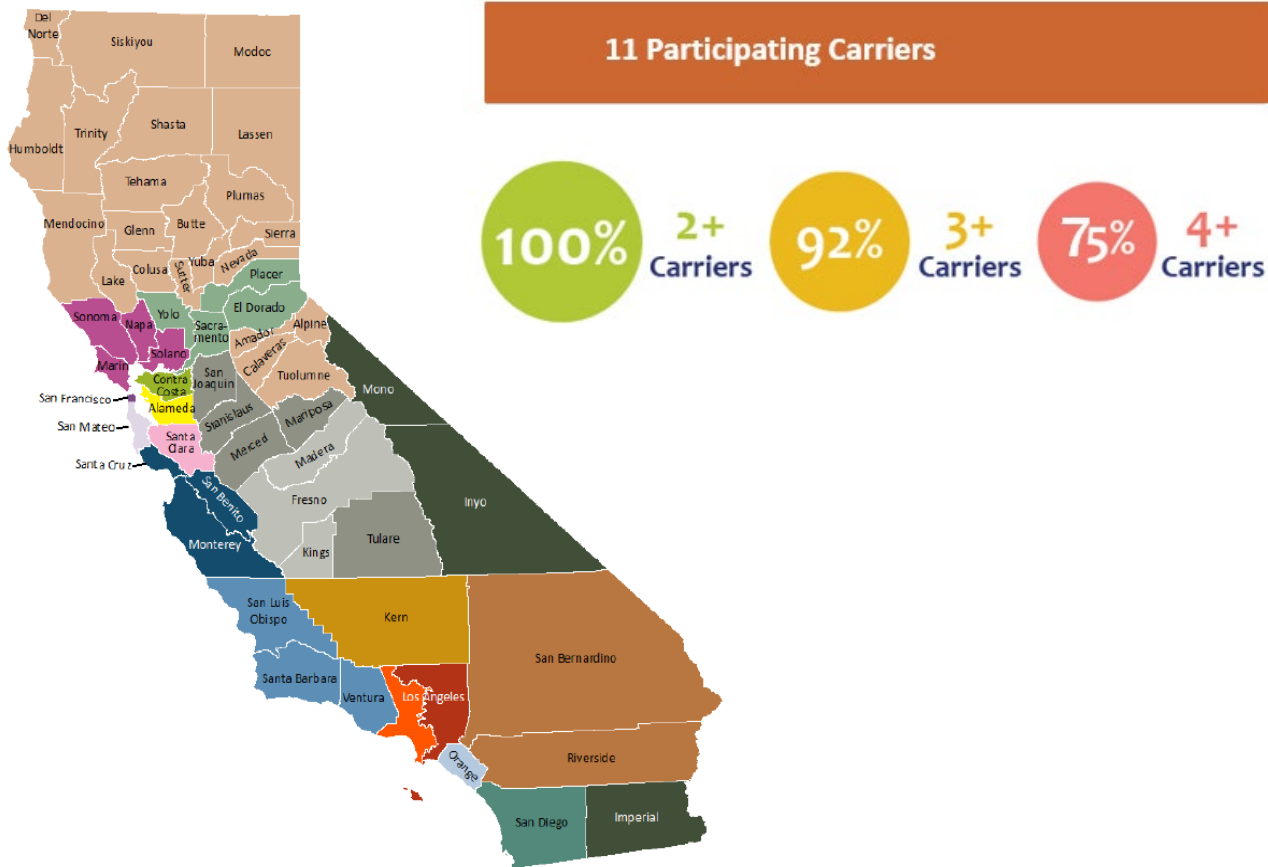 11 Participating Carriers
100%
2+
Carriers
92%
3+
Carriers
75%
4+
Carriers
Del
Norte
Siskiyou
Modoc
Humboldt
Trinity
Shasta
Lassen
Tehama
Plumas
Mendocino
Glenn
Butte
Sierra
Lake
Colusa
Sutter
Yuba
Nevada
Placer
Sonoma
Napa
Yolo
El Dorado
Sacra-
mento
Solano
Marin
Amador
Alpine
Calaveras
Tuolumne
Contra
Costa
San
Joaquin
Mono
San Francisco
Alameda
Stanislaus
Mariposa
San Mateo
Santa
Clara
Merced
Madera
Santa Cruz
San Benito
Fresno
Inyo
Monterey
Kings
Tulare
San Luis
Obispo
Kern
San Bernardino
Santa Barbara
Ventura
Los Angeles
Orange
Riverside
San Diego
Imperial